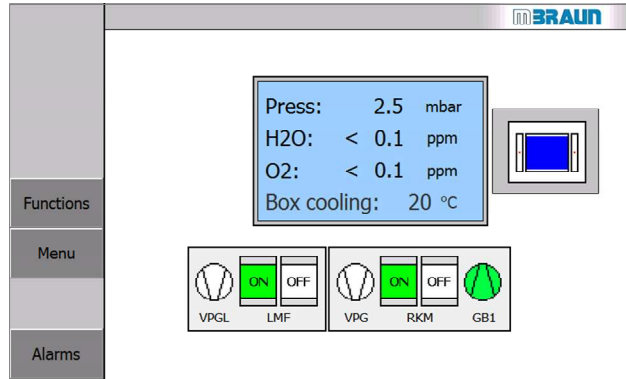 mBRAUN
Press: 2.5 mbar
H2O: < 0.1 ppm
O2: < 0.1 ppm
Box cooling: 20 °C
Functions
Menu
ON OFF ON OFF
VPGL LMF VPG RKM GB1
Alarms